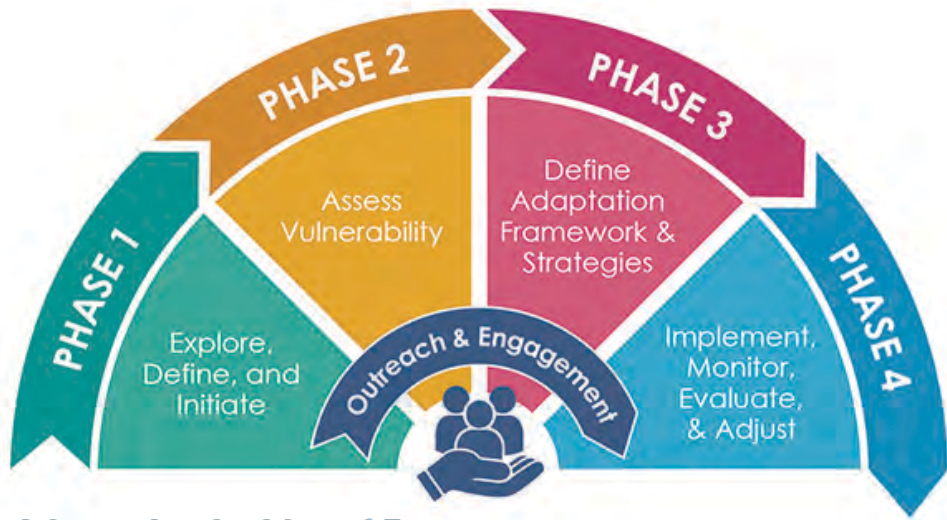 PHASE 1
Explore,
Define, and
Initiate
PHASE 2
Assess
Vulnerability
PHASE 3
Define
Adaptation
Framework &
Strategies
PHASE 4
Implement,
Monitor,
Evaluate,
& Adjust
Outreach & Engagement